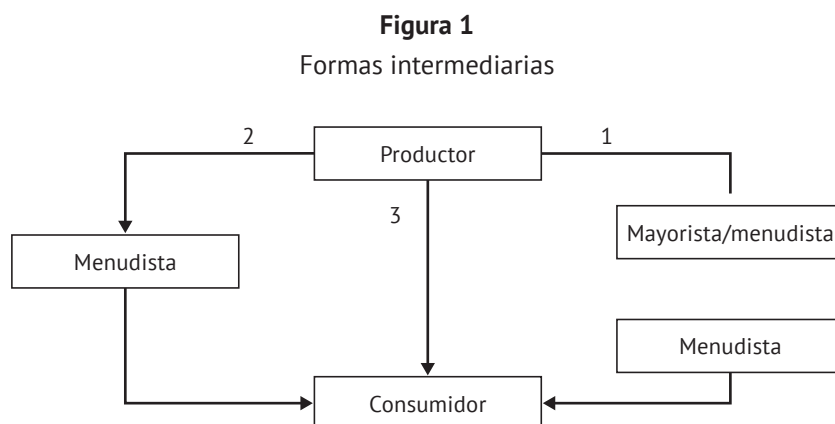 Figura 1
Formas intermediarias
2
Productor
1
3
Menudista
Mayorista/menudista
Menudista
Consumidor